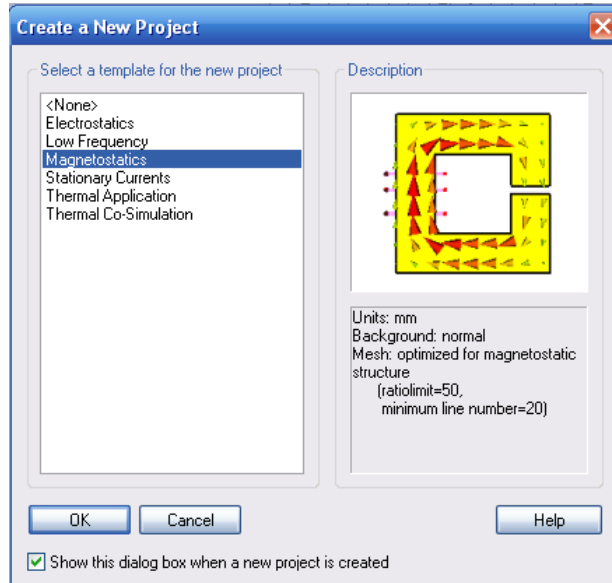 Create a New Project
Select a template for the new project
<None>
Electrostatics
Low Frequency
Magnetostatics
Stationary Currents
Thermal Application
Thermal Co-Simulation
Description
Units: mm
Background: normal
Mesh: optimized for magnetostatic
structure
(ratiolimit=50,
minimum line number=20)
OK
Cancel
Help
Show this dialog box when a new project is created